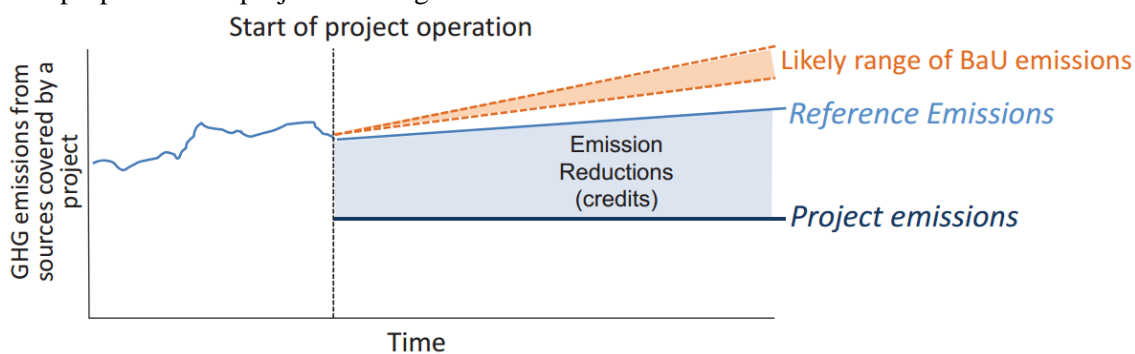 Start of project operation
GHG emissions from
sources covered by a
project
Likely range of BaU emissions
Reference Emissions
Emission
Reductions
(credits)
Project emissions
Time